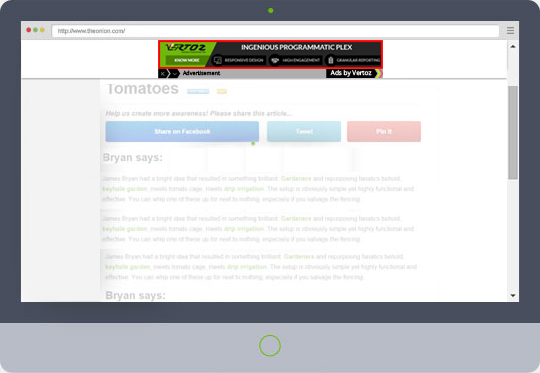 http://www.theonion.com/
VERTOZ
INGENIOUS PROGRAMMATIC PLEX
KNOW MORE
RESPONSIVE DESIGN
HIGH ENGAGEMENT
GRANULAR REPORTING
Advertisement
Ads by Vertoz
Tomatoes
Help us create more awareness! Please share this article...
Share on Facebook
Tweet
Pin It
Bryan says:
James Bryan had a bright idea that resulted in something brilliant. Gardeners and repurposing fanatics behold,
keyhole garden, meets tomato cage, meets drip irrigation. The setup is obviously simple yet highly functional and
effective. You can whip one of these up for next to nothing, especially if you salvage the fencing.
James Bryan had a bright idea that resulted in something brilliant. Gardeners and repurposing fanatics behold,
keyhole garden, meets tomato cage, meets drip irrigation. The setup is obviously simple yet highly functional and
effective. You can whip one of these up for next to nothing, especially if you salvage the fencing.
James Bryan had a bright idea that resulted in something brilliant. Gardeners and repurposing fanatics behold,
keyhole garden, meets tomato cage, meets drip irrigation. The setup is obviously simple yet highly functional and
effective. You can whip one of these up for next to nothing, especially if you salvage the fencing.
Bryan says: